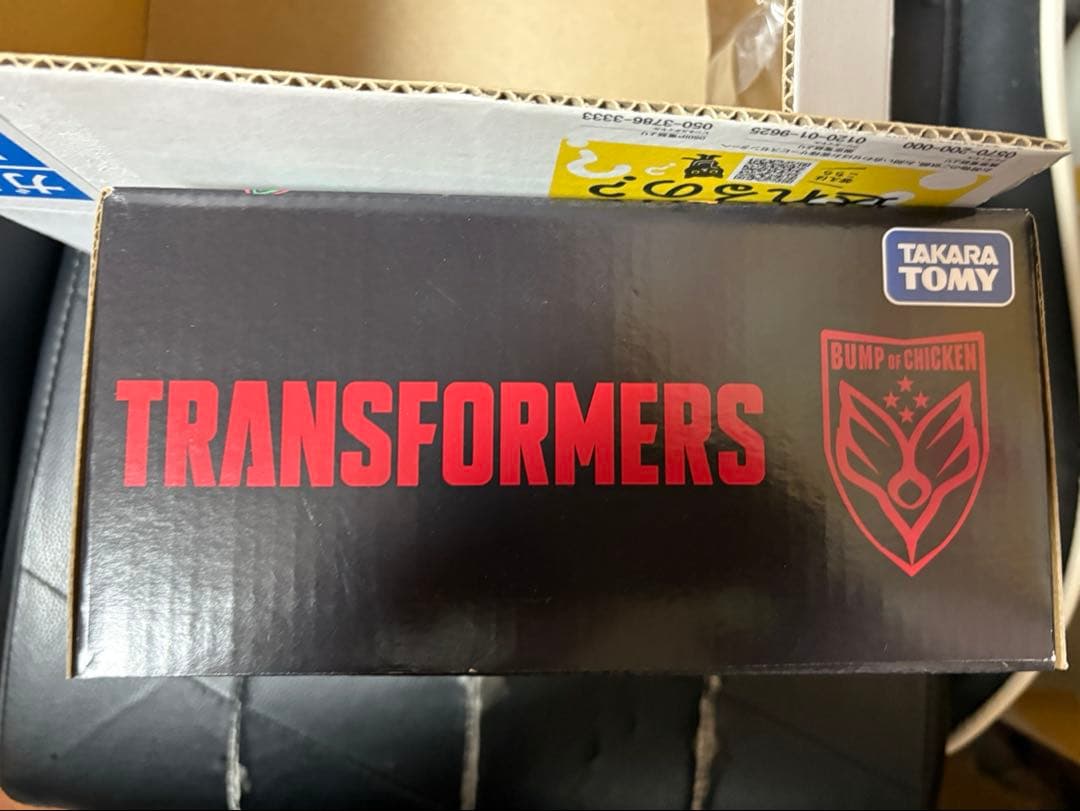 050-3786-3333
0120-01-9625
0570-200-000
TAKARA
TOMY
BUMP OF CHICKEN
TRANSFORMERS